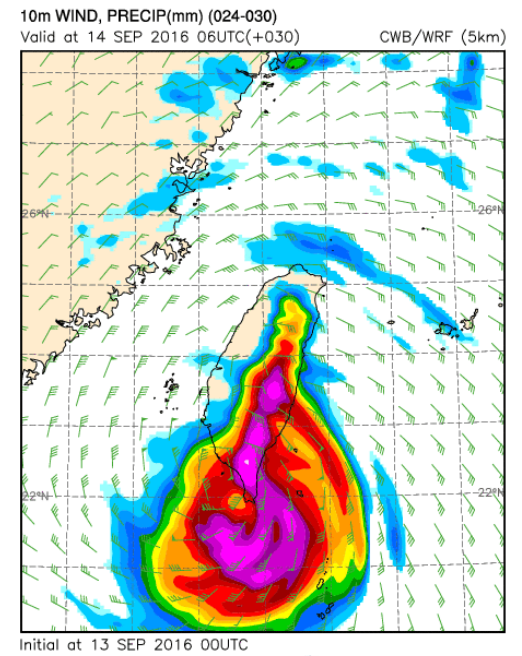 10m WIND, PRECIP(mm) (024-030)
Valid at 14 SEP 2016 06UTC(+030) CWB/WRF (5km)
26°N 26°N
22°N 22°N
Initial at 13 SEP 2016 00UTC